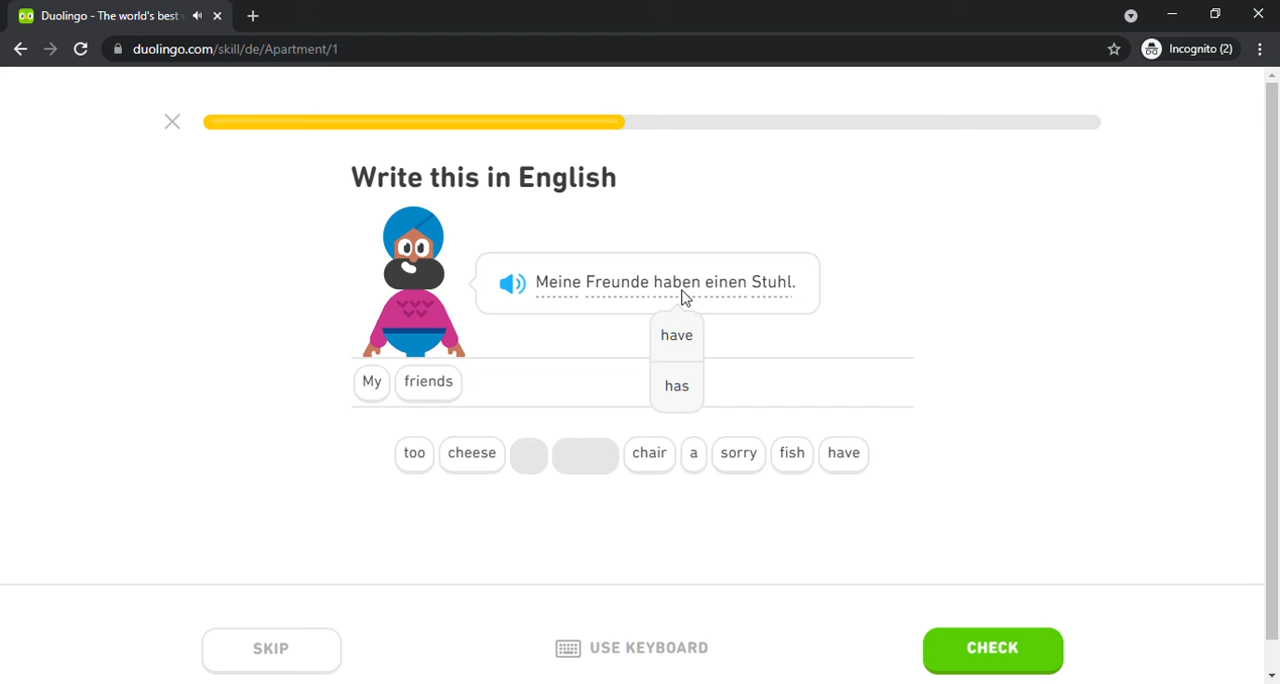 Duolingo - The world's best
duolingo.com/skill/de/Apartment/1
Incognito (2)
Write this in English
Meine Freunde haben einen Stuhl.
have
has
My friends
too cheese chair a sorry fish have
SKIP
USE KEYBOARD
CHECK